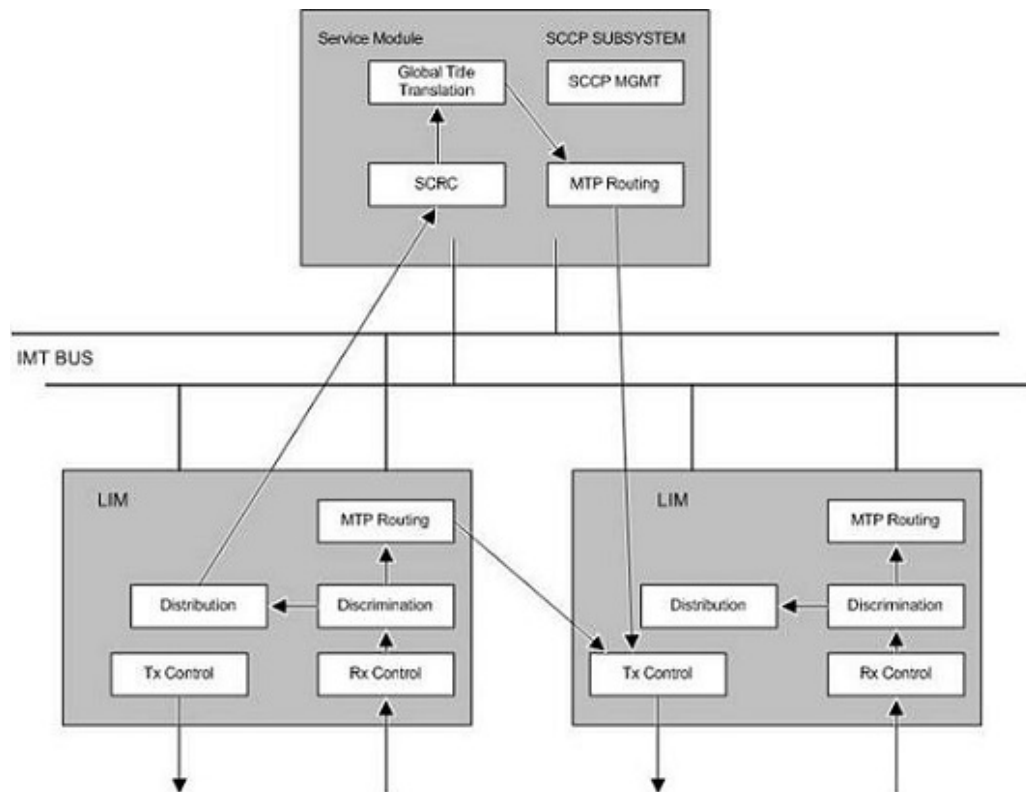 Service Module
SCCP SUBSYSTEM
Global Title
Translation
SCCP MGMT
SCRC
MTP Routing
IMT BUS
LIM
MTP Routing
Distribution
Discrimination
Tx Control
Rx Control
LIM
MTP Routing
Distribution
Discrimination
Tx Control
Rx Control